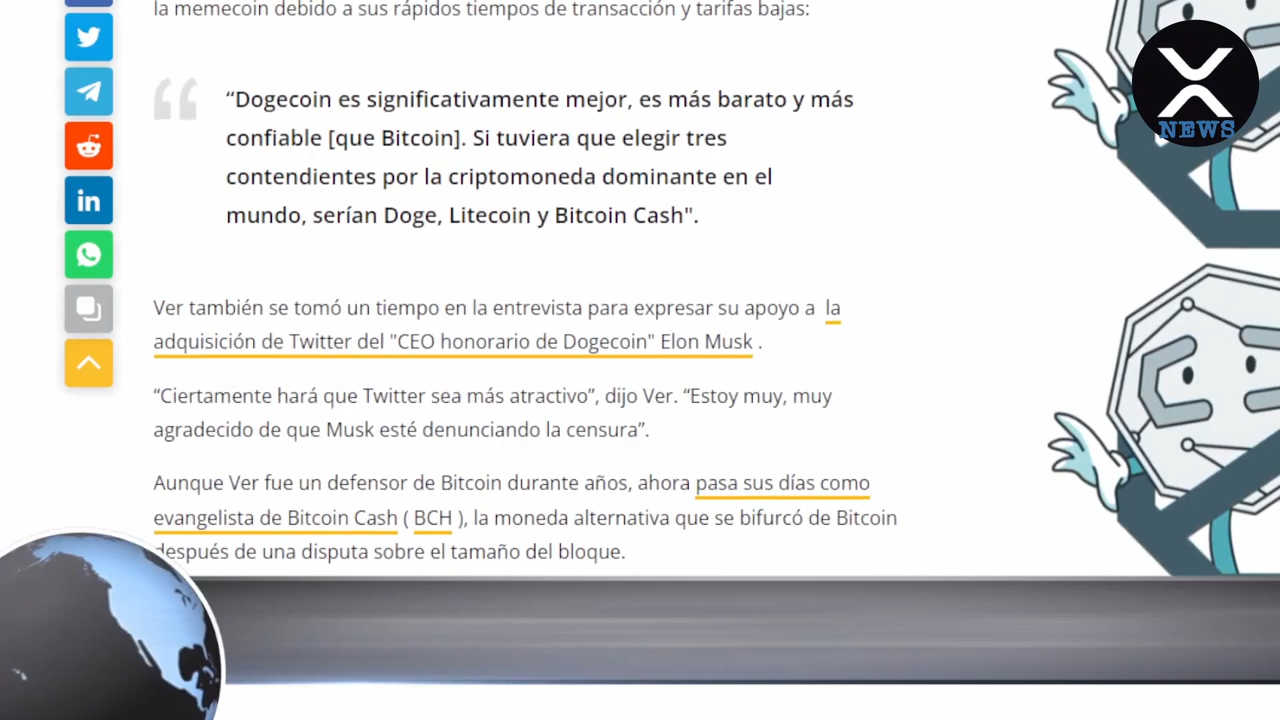 la memecoin debido a sus rápidos tiempos de transacción y tarifas bajas:
“Dogecoin es significativamente mejor, es más barato y más
confiable [que Bitcoin]. Si tuviera que elegir tres
contendientes por la criptomoneda dominante en el
mundo, serían Doge, Litecoin y Bitcoin Cash".
Ver también se tomó un tiempo en la entrevista para expresar su apoyo a la
adquisición de Twitter del "CEO honorario de Dogecoin" Elon Musk .
“Ciertamente hará que Twitter sea más atractivo”, dijo Ver. “Estoy muy, muy
agradecido de que Musk esté denunciando la censura”.
Aunque Ver fue un defensor de Bitcoin durante años, ahora pasa sus días como
evangelista de Bitcoin Cash ( BCH ), la moneda alternativa que se bifurcó de Bitcoin
después de una disputa sobre el tamaño del bloque.
X
NEWS
in